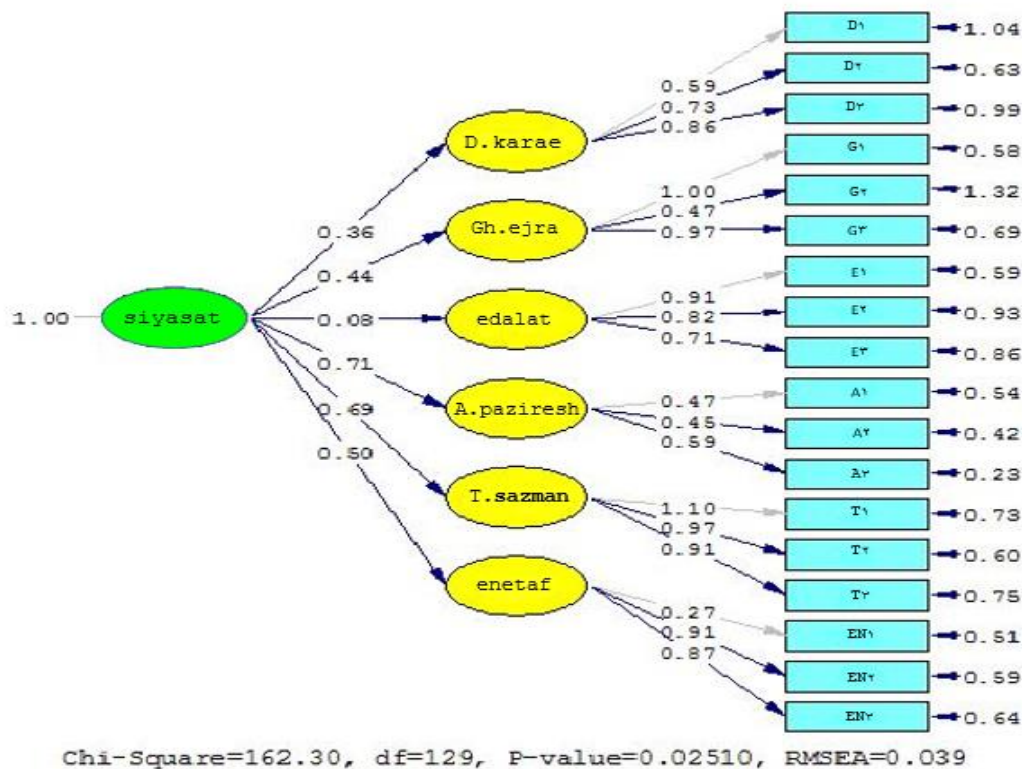 D۱ 1.04
D۲ 0.63
0.59
0.73
D۳ 0.99
0.86
D.karae
G۱ 0.58
1.00
G۲ 1.32
0.47
Gh.ejra
0.97
G۳ 0.69
0.36
0.44
E۱ 0.59
0.91
1.00 siyasat 0.08 edalat 0.82 E۲ 0.93
0.71
E۳ 0.86
0.71
A۱ 0.54
0.47
0.69
A.paziresh
0.45
A۲ 0.42
0.59
0.50
A۳ 0.23
T.sazman
1.10
T۱ 0.73
0.97
0.91
T۲ 0.60
enetaf
T۳ 0.75
0.27
EN۱ 0.51
0.91
0.87
EN۲ 0.59
EN۳ 0.64
Chi-Square=162.30, df=129, P-value=0.02510, RMSEA=0.039